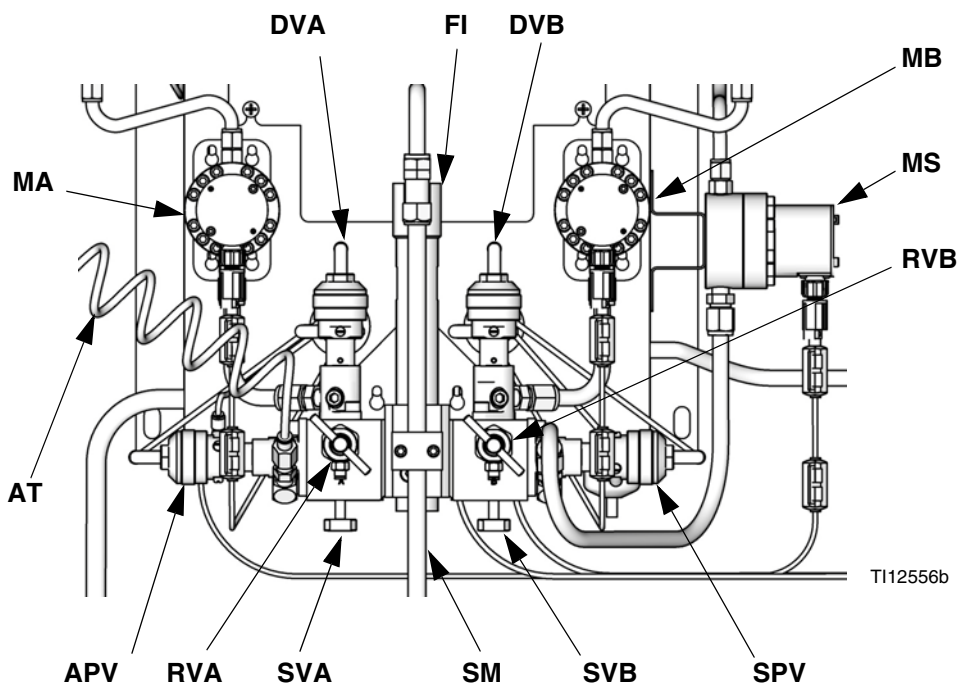 DVA FI DVB
MB
MA
MS
RVB
AT
TI12556b
APV RVA SVA SM SVB SPV